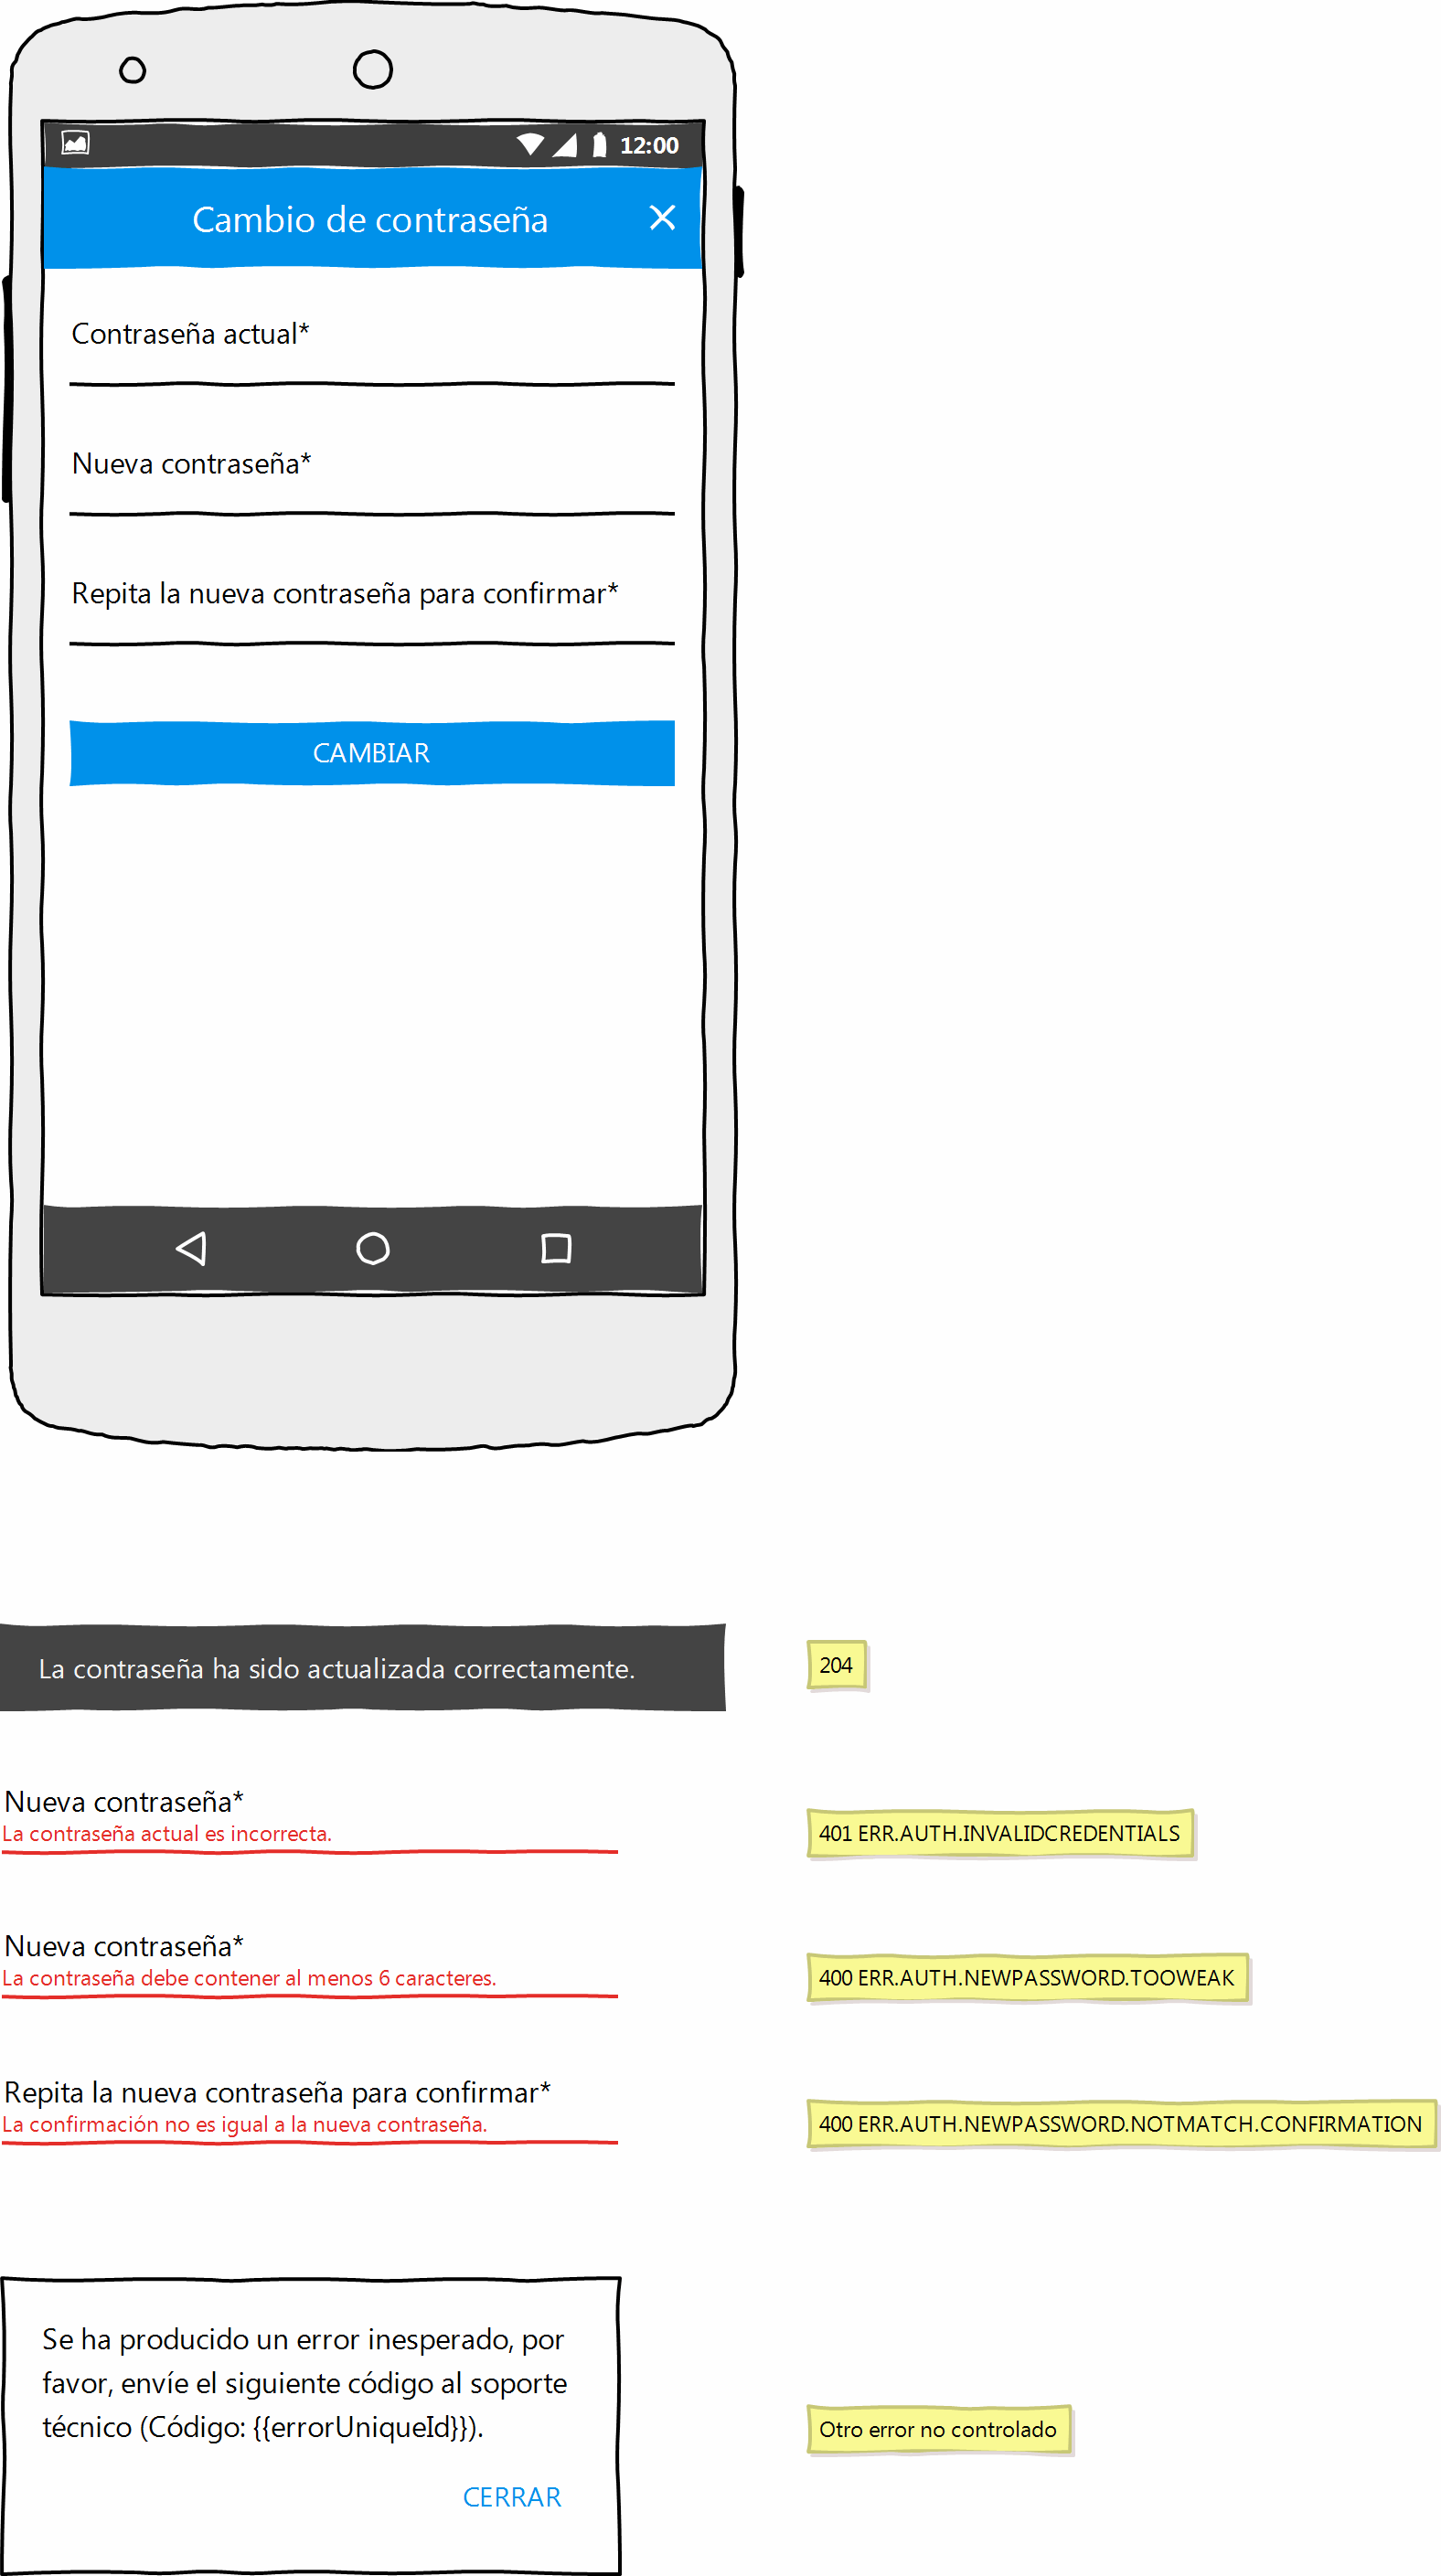 12:00
Cambio de contraseña
Contraseña actual*
Nueva contraseña*
Repita la nueva contraseña para confirmar*
CAMBIAR
La contraseña ha sido actualizada correctamente.
204
Nueva contraseña*
La contraseña actual es incorrecta.
401 ERR.AUTH.INVALIDCREDENTIALS
Nueva contraseña*
La contraseña debe contener al menos 6 caracteres.
400 ERR.AUTH.NEWPASSWORD.TOOWEAK
Repita la nueva contraseña para confirmar*
La confirmación no es igual a la nueva contraseña.
400 ERR.AUTH.NEWPASSWORD.NOTMATCH.CONFIRMATION
Se ha producido un error inesperado, por
favor, envíe el siguiente código al soporte
técnico (Código: {{errorUniqueId}}).
Otro error no controlado
CERRAR